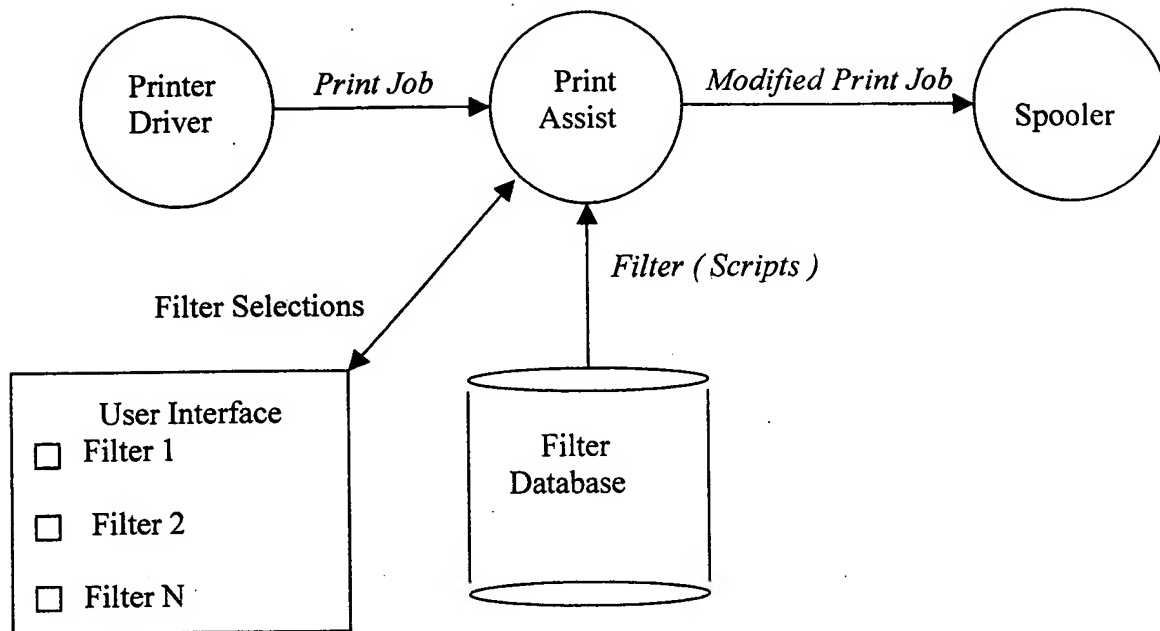 Printer
Driver
Print Job
Print
Assist
Modified Print Job
Spooler
Filter ( Scripts )
Filter Selections
User Interface
Filter 1
Filter 2
Filter N
Filter
Database